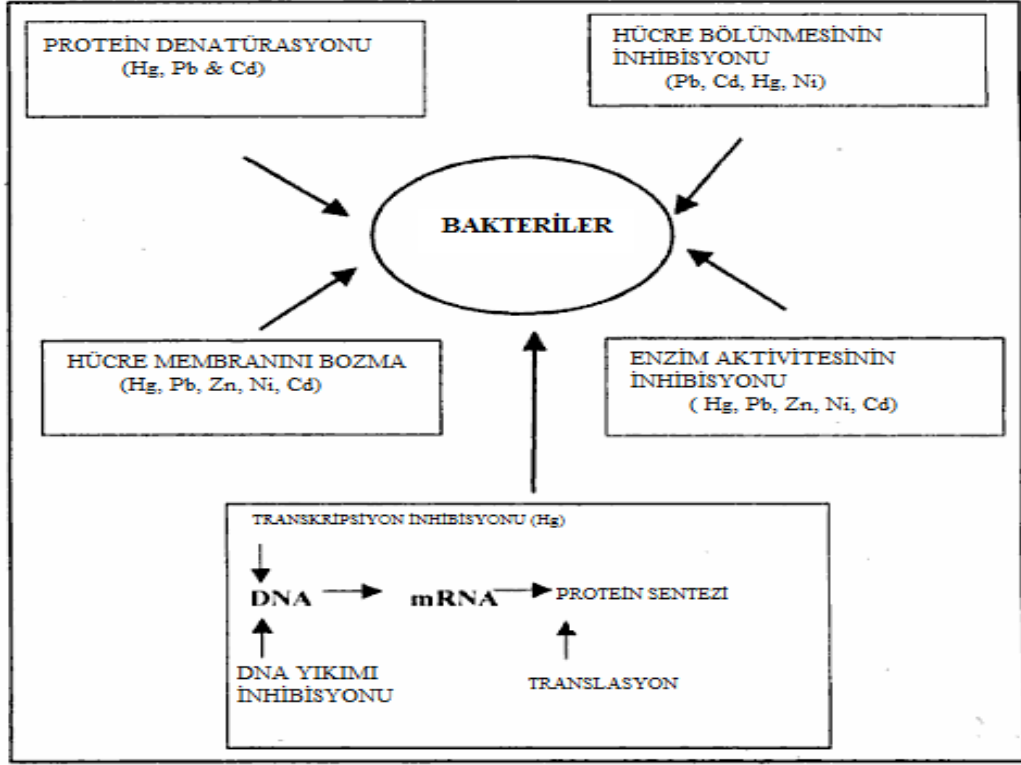 PROTEİN DENATÜRASYONU
(Hg, Pb & Cd)
HÜCRE BÖLÜNMESİNİN
İNHİBİSYONU
(Pb, Cd, Hg, Ni)
BAKTERİLER
HÜCRE MEMBRANINI BOZMA
(Hg, Pb, Zn, Ni, Cd)
ENZİM AKTİVİTESİNİN
İNHİBİSYONU
( Hg, Pb, Zn, Ni, Cd)
TRANSKRİPSİYON İNHİBİSYONU (Hg)
DNA mRNA PROTEİN SENTEZİ
DNA YIKIMI
İNHİBİSYONU
TRANSLASYON